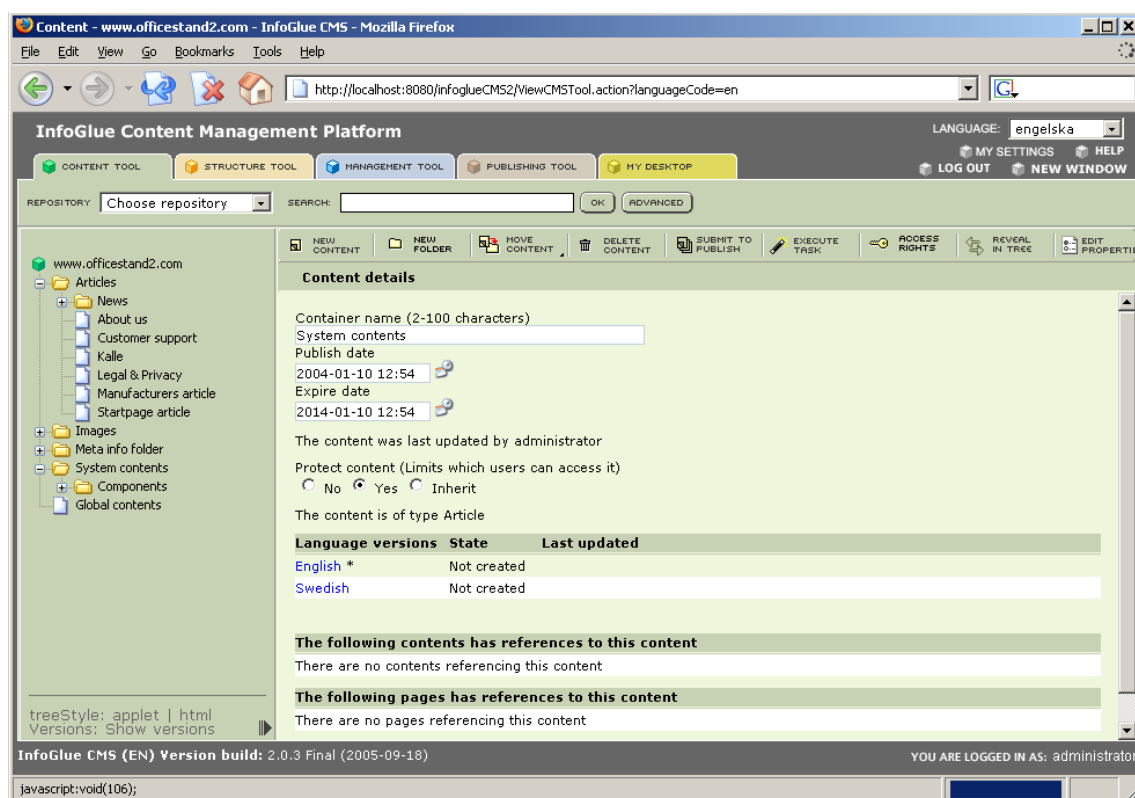 Content - www.officestand2.com - InfoGlue CMS - Mozilla Firefox
File Edit View Go Bookmarks Tools Help
http://localhost:8080/infoglueCMS2/ViewCMSTool.action?languageCode=en
G
InfoGlue Content Management Platform
LANGUAGE: engelska
MY SETTINGS HELP
LOG OUT NEW WINDOW
CONTENT TOOL STRUCTURE TOOL MANAGEMENT TOOL PUBLISHING TOOL MY DESKTOP
REPOSITORY Choose repository SEARCH: OK ADVANCED
NEW CONTENT NEW FOLDER MOVE CONTENT DELETE CONTENT SUBMIT TO PUBLISH EXECUTE TASK ACCESS RIGHTS REVEAL IN TREE EDIT PROPERTIE
www.officestand2.com
Articles
News
About us
Customer support
Kalle
Legal & Privacy
Manufacturers article
Startpage article
Images
Meta info folder
System contents
Components
Global contents
treeStyle: applet | html
Versions: Show versions
Content details
Container name (2-100 characters)
System contents
Publish date
2004-01-10 12:54
Expire date
2014-01-10 12:54
The content was last updated by administrator
Protect content (Limits which users can access it)
No Yes Inherit
The content is of type Article
Language versions State Last updated
English * Not created
Swedish Not created
The following contents has references to this content
There are no contents referencing this content
The following pages has references to this content
There are no pages referencing this content
InfoGlue CMS (EN) Version build: 2.0.3 Final (2005-09-18)
YOU ARE LOGGED IN AS: administrator
javascript:void(106);